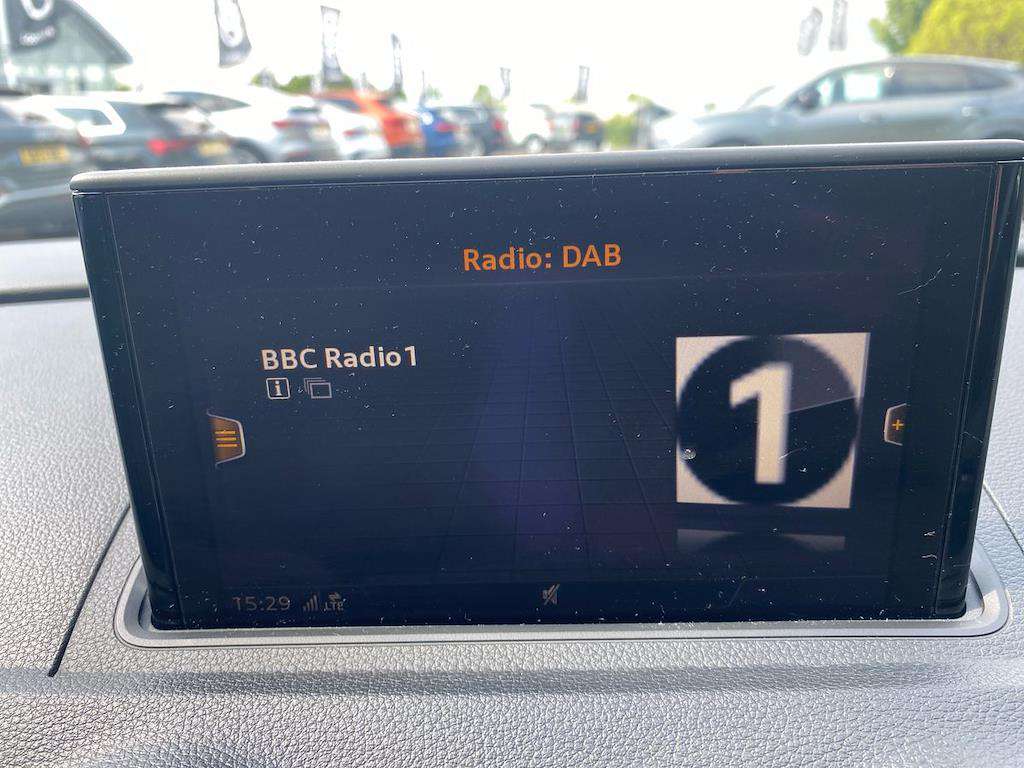 Radio: DAB
BBC Radio1
i
1
+
15:29 LTE